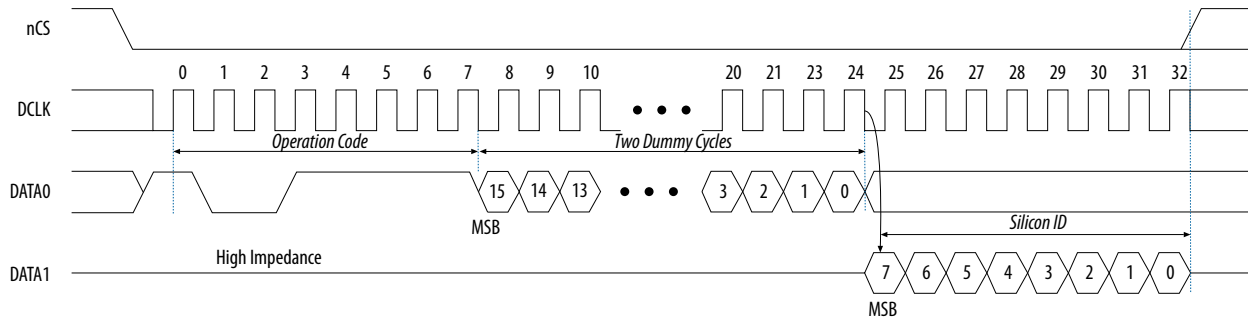 nCS
0 1 2 3 4 5 6 7 8 9 10 20 21 23 24 25 26 27 28 29 30 31 32
DCLK
Operation Code Two Dummy Cycles
DATA0 15 14 13 3 2 1 0
MSB Silicon ID
High Impedance
DATA1 7 6 5 4 3 2 1 0
MSB